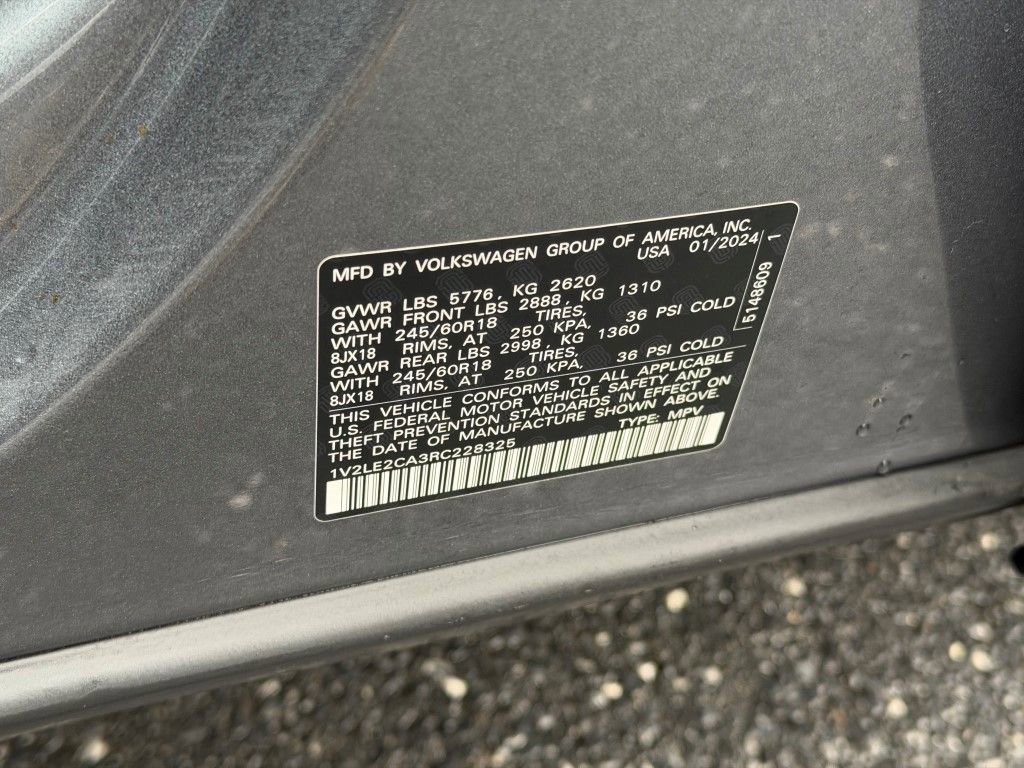 MFD BY VOLKSWAGEN GROUP OF AMERICA, INC.
USA 01/2024
GVWR LBS 5776, KG 2620
GAWR FRONT LBS 2888, KG 1310
WITH 245/60R18 TIRES,
8JX18 RIMS, AT 250 KPA, 36 PSI COLD
GAWR REAR LBS 2998, KG 1360
WITH 245/60R18 TIRES,
8JX18 RIMS, AT 250 KPA, 36 PSI COLD
THIS VEHICLE CONFORMS TO ALL APPLICABLE
U.S. FEDERAL MOTOR VEHICLE SAFETY AND
THEFT PREVENTION STANDARDS IN EFFECT ON
THE DATE OF MANUFACTURE SHOWN ABOVE.
1V2LE2CA3RC228325 TYPE: MPV
5148609 1